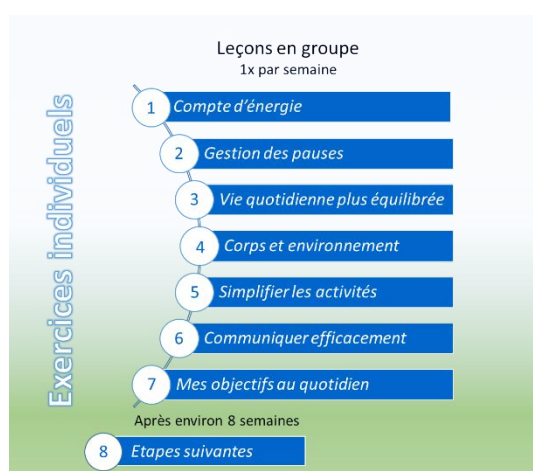 Leçons en groupe
1x par semaine
Exercices individuels
1 Compte d'énergie
2 Gestion des pauses
3 Vie quotidienne plus équilibrée
4 Corps et environnement
5 Simplifier les activités
6 Communiquer efficacement
7 Mes objectifs au quotidien
Après environ 8 semaines
8 Etapes suivantes